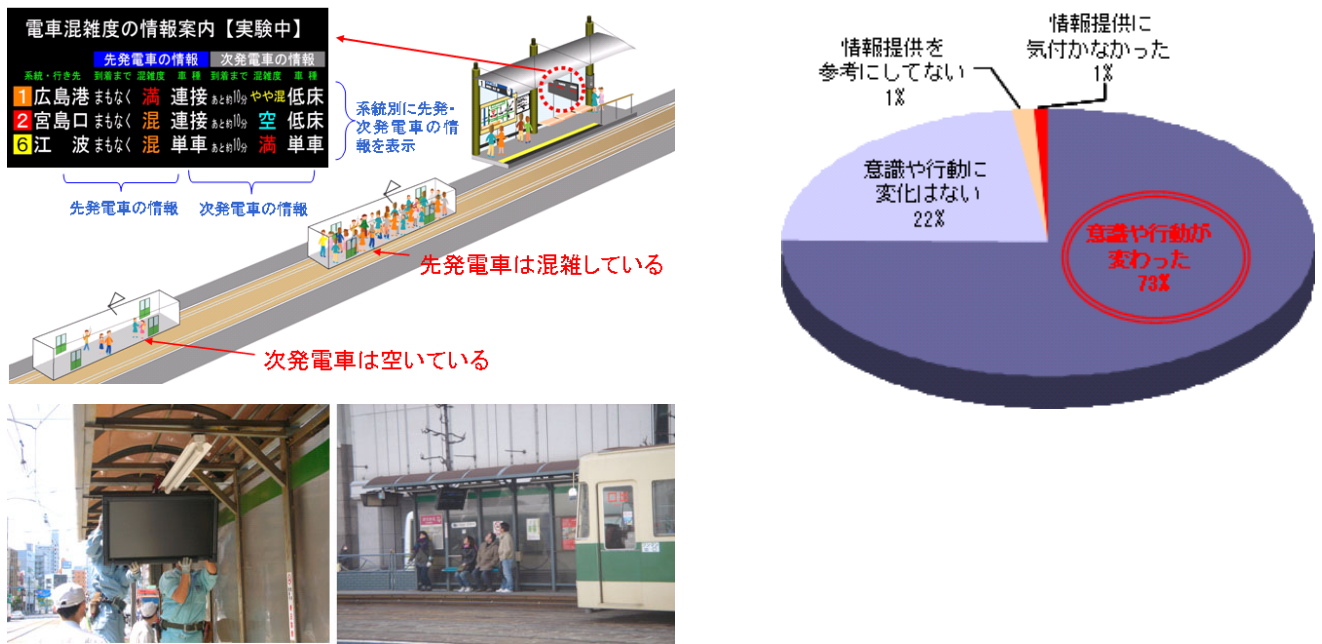 電車混雑度の情報案内【実験中】
先発電車の情報 次発電車の情報
系統・行き先 到着まで 混雑度 車種 到着まで 混雑度 車種
1 広島港 まもなく 満 連接 あと約10分 やや混 低床
2 宮島口 まもなく 混 連接 あと約10分 空 低床
6 江 波 まもなく 混 単車 あと約10分 満 単車
先発電車の情報
次発電車の情報
系統別に先発・
次発電車の情
報を表示
先発電車は混雑している
次発電車は空いている
情報提供を
参考にしてない
1%
情報提供に
気付かなかった
1%
意識や行動に
変化はない
22%
意識や行動が
変わった
73%